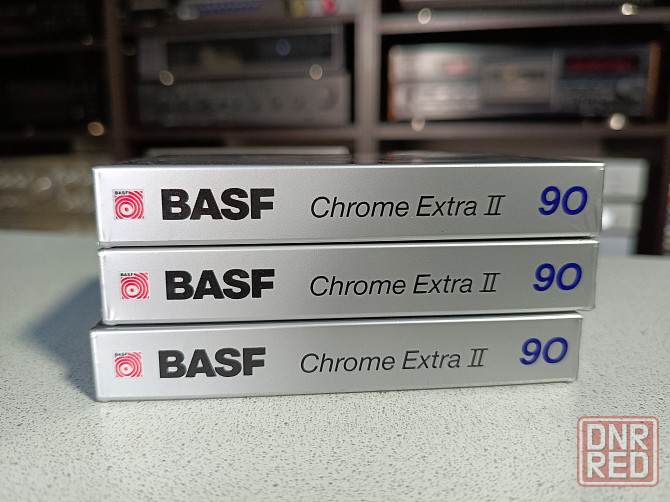 BASF BASF Chrome Extra II 90
BASF BASF Chrome Extra II 90
BASF BASF Chrome Extra II 90
DNR
RED